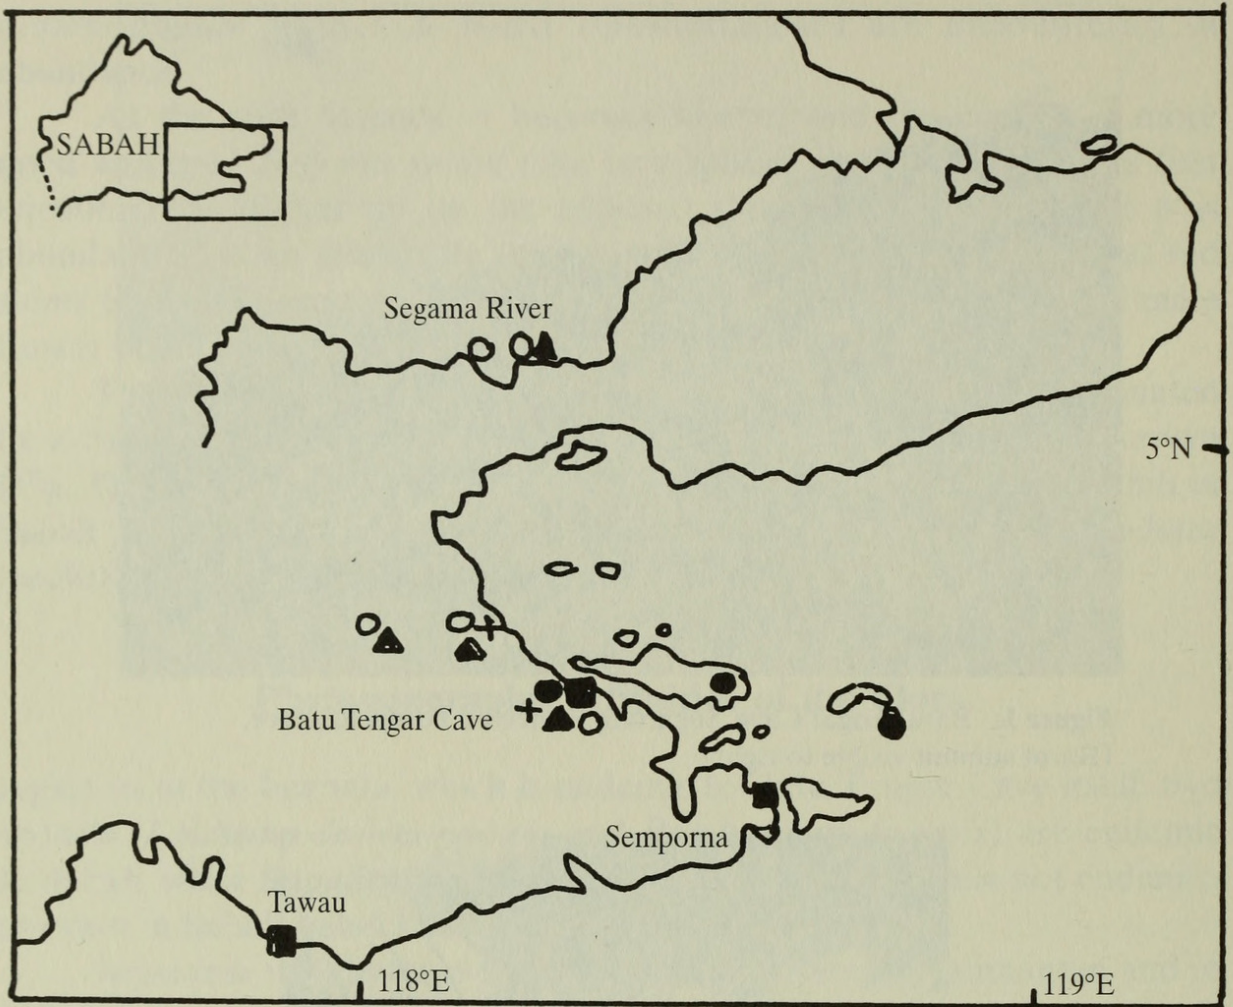 SABAH
Segama River
5°N
Batu Tengar Cave
Semporna
Tawau
118°E
119°E